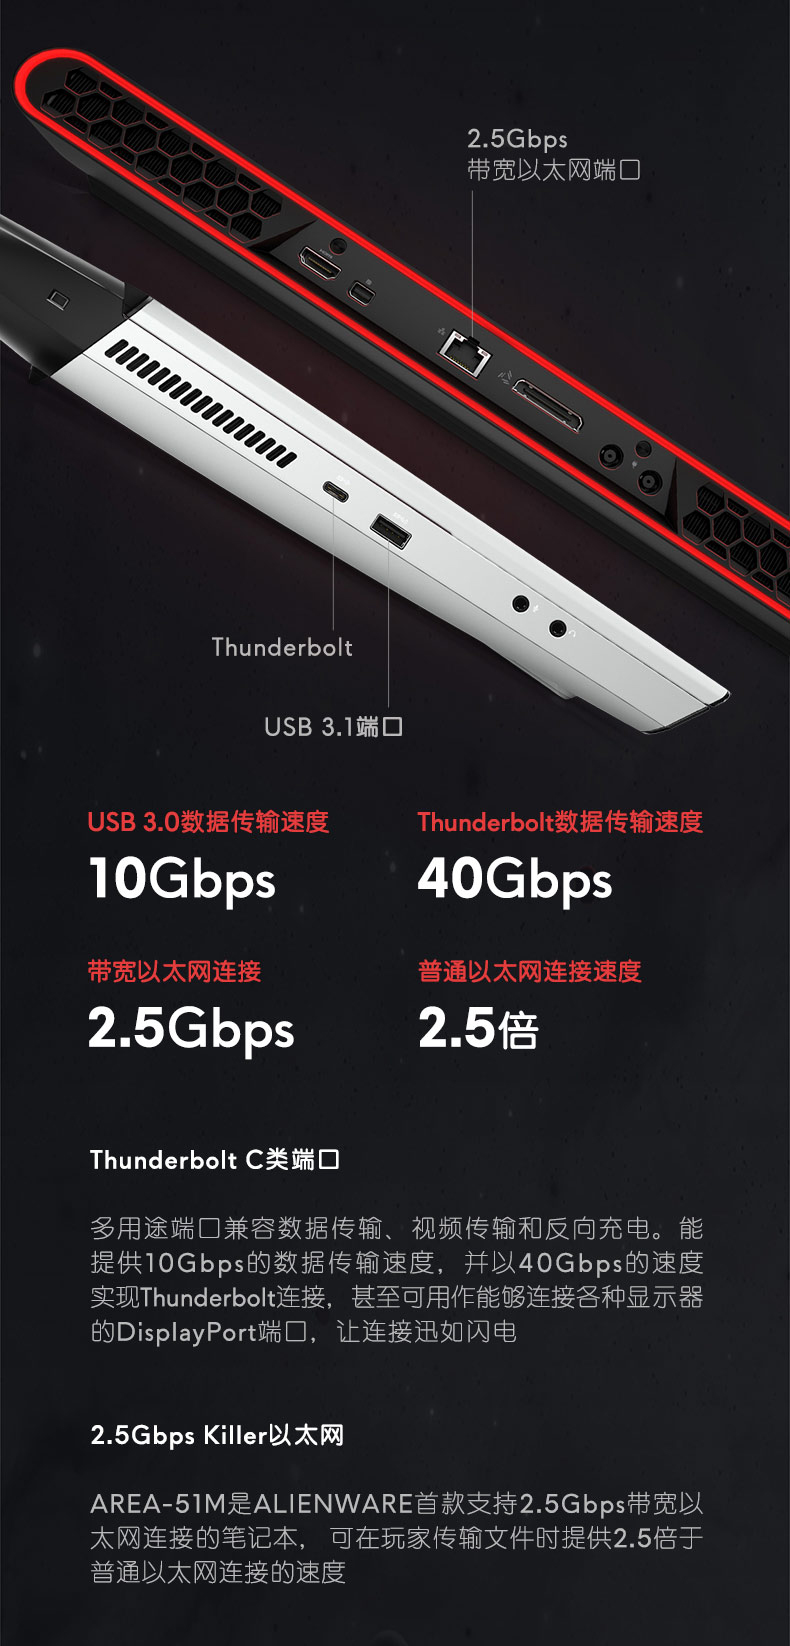 2.5Gbps
带宽以太网端口
Thunderbolt
USB 3.1端口
USB 3.0数据传输速度
Thunderbolt数据传输速度
10Gbps
40Gbps
带宽以太网连接
普通以太网连接速度
2.5Gbps
2.5倍
Thunderbolt C类端口
多用途端口兼容数据传输、视频传输和反向充电。能
提供10Gbps的数据传输速度，并以40Gbps的速度
实现Thunderbolt连接，甚至可用作能够连接各种显示器
的DisplayPort端口，让连接迅如闪电
2.5Gbps Killer以太网
AREA-51M是ALIENWARE首款支持2.5Gbps带宽以
太网连接的笔记本，可在玩家传输文件时提供2.5倍于
普通以太网连接的速度